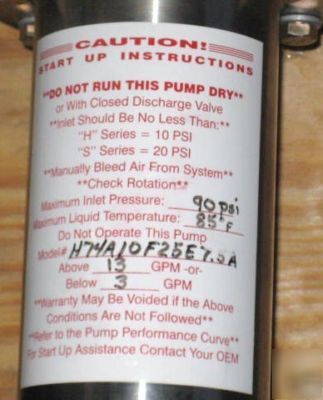 CAUTION!
START UP INSTRUCTIONS
**DO NOT RUN THIS PUMP DRY**
or With Closed Discharge Valve
**Inlet Should Be No Less Than:**
"H" Series = 10 PSI
"S" Series = 20 PSI
**Manually Bleed Air From System**
**Check Rotation**
Maximum Inlet Pressure: 90 psi
Maximum Liquid Temperature: 85°F
Do Not Operate This Pump
Model# H74A10F25E7.5A
Above 13 GPM -or-
Below 3 GPM
**Warranty May Be Voided if the Above
Conditions Are Not Followed**
**Refer to the Pump Performance Curve**
For Start Up Assistance Contact Your OEM